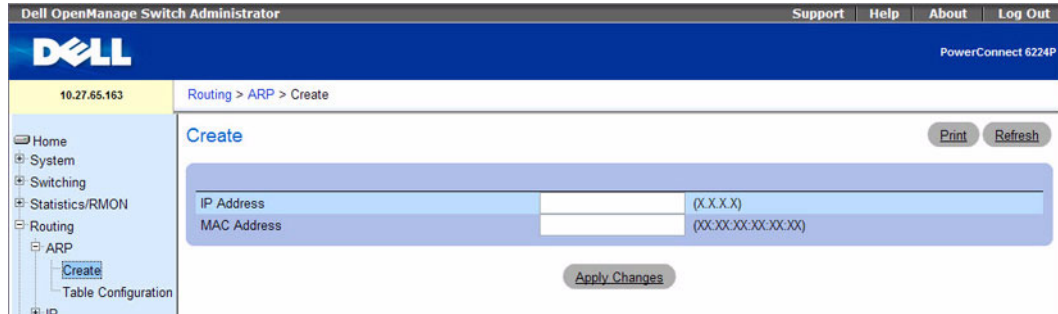 Dell OpenManage Switch Administrator
Support Help About Log Out
DELL
PowerConnect 6224P
10.27.65.163
Routing > ARP > Create
Home
System
Switching
Statistics/RMON
Routing
ARP
Create
Table Configuration
IP
Create
Print Refresh
IP Address (X.X.X.X)
MAC Address (XX:XX:XX:XX:XX:XX)
Apply Changes